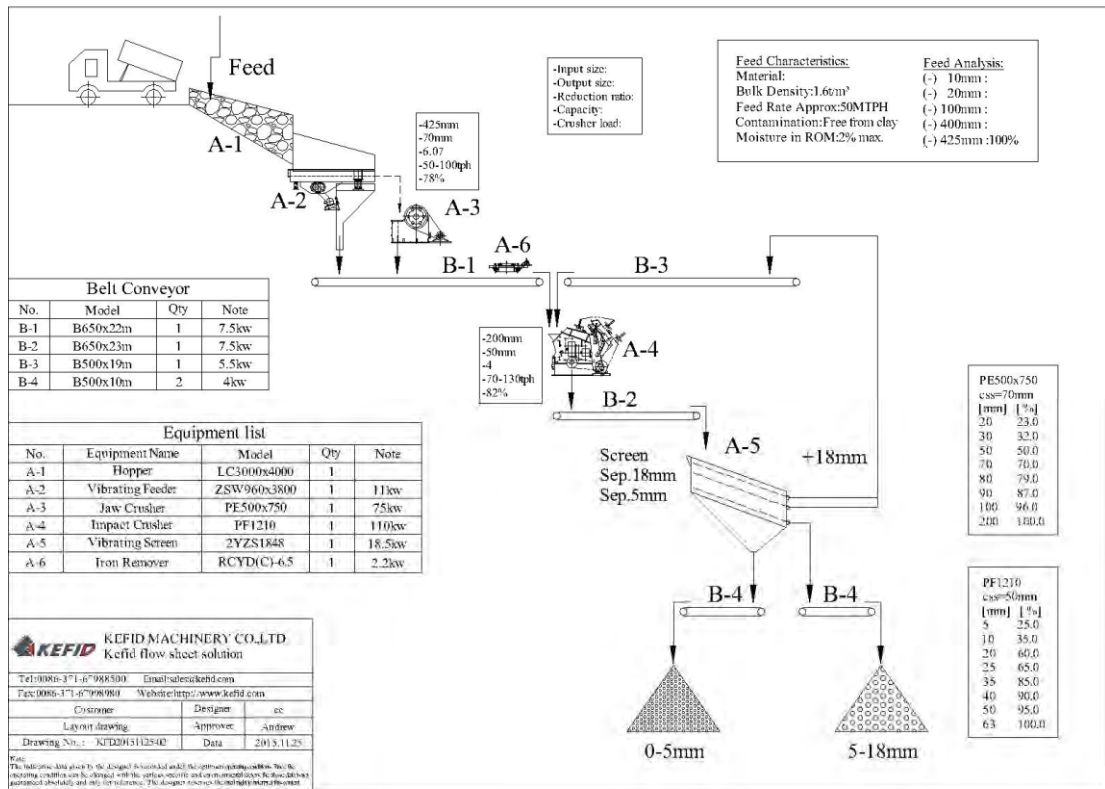 Feed
A-1
A-2
-Input size:
-Output size:
-Reduction ratio:
-Capacity:
-Crusher load:
Feed Characteristics:
Material:
Bulk Density:1.6t/m³
Feed Rate Approx:50MTPH
Contamination:Free from clay
Moisture in ROM:2% max.
Feed Analysis:
(-) 10mm :
(-) 20mm :
(-) 100mm :
(-) 400mm :
(-) 425mm :100%
-425mm
-70mm
-6.07
-50-100tph
-78%
A-3
A-6
B-1
B-3
Belt Conveyor
No. Model Qty Note
B-1 B650x22m 1 7.5kw
B-2 B650x23m 1 7.5kw
B-3 B500x19m 1 5.5kw
B-4 B500x10m 2 4kw
-200mm
-50mm
-4
-70-130tph
-82%
A-4
B-2
A-5
Screen
Sep.18mm
Sep.5mm
+18mm
PE500x750
css=70mm
[mm] [%]
20 23.0
30 32.0
50 50.0
70 70.0
80 79.0
90 87.0
100 96.0
200 100.0
Equipment list
No. Equipment Name Model Qty Note
A-1 Hopper LC3000x4000 1
A-2 Vibrating Feeder ZSW960x3800 1 11kw
A-3 Jaw Crusher PE500x750 1 75kw
A-4 Impact Crusher PF1210 1 110kw
A-5 Vibrating Screen 2YZS1848 1 18.5kw
A-6 Iron Remover RCYD(C)-6.5 1 2.2kw
B-4
B-4
PF1210
css=50mm
[mm] [%]
5 25.0
10 35.0
20 60.0
25 65.0
35 85.0
40 90.0
50 95.0
63 100.0
0-5mm
5-18mm
KEFID
KEFID MACHINERY CO.,LTD
Kefid flow sheet solution
Tel:0086-371-67988500 Email:sales@kefid.com
Fax:0086-371-67998980 Website:http://www.kefid.com
Customer Designer cc
Layout drawing Approver Andrew
Drawing No.: KFD20151125-02 Data 2015.11.25
Note: